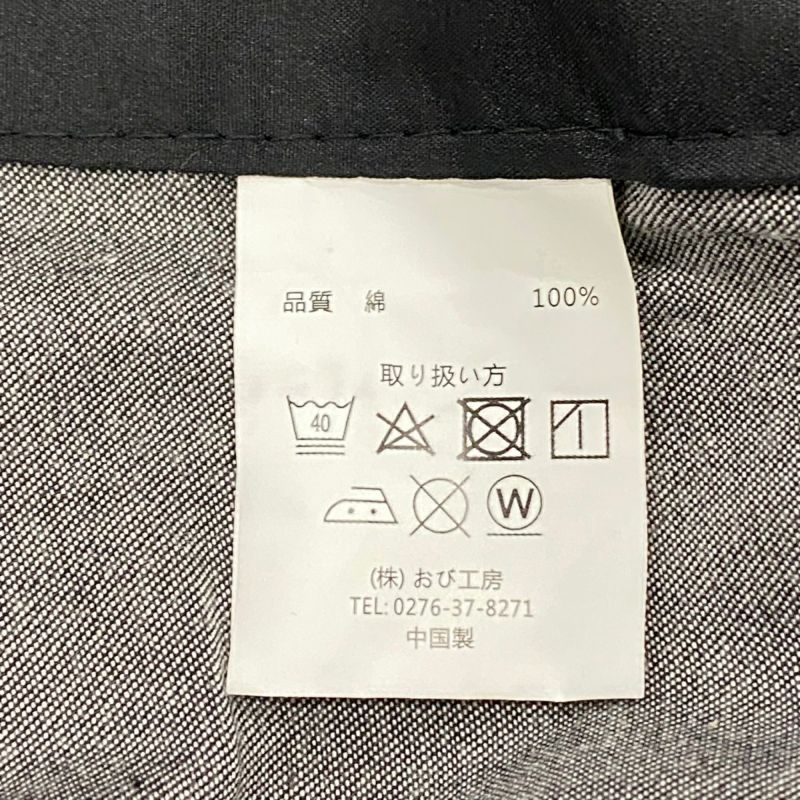 品質 綿 100%
取り扱い方
40
W
(株) おび工房
TEL: 0276-37-8271
中国製